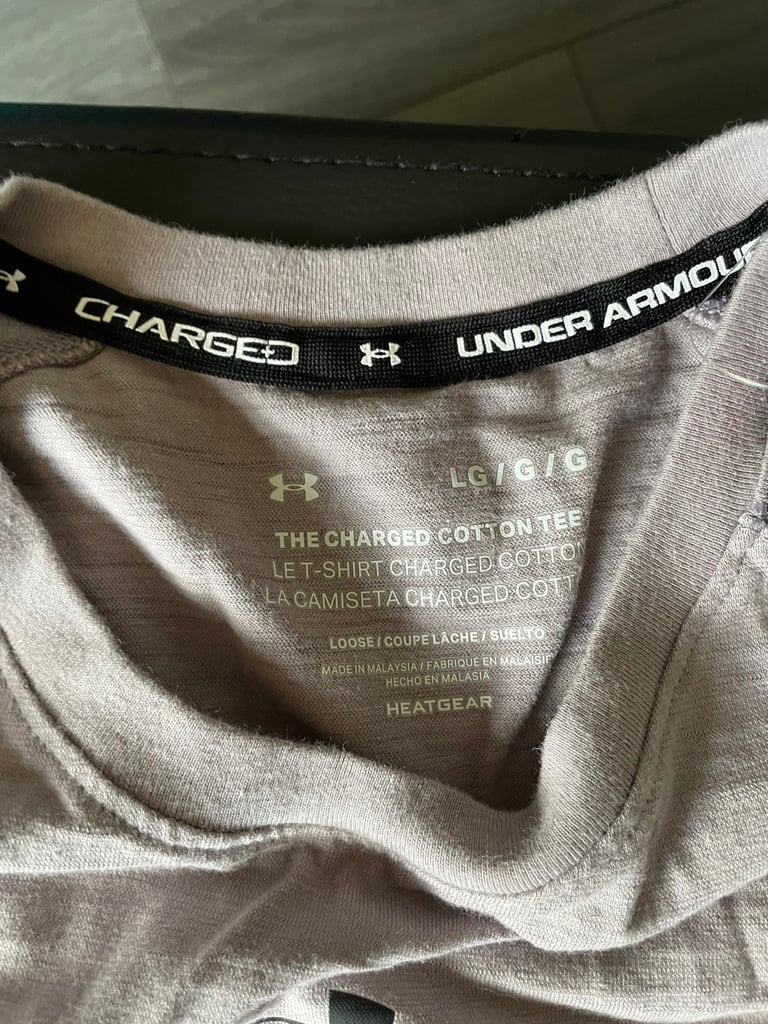 CHARGED UNDER ARMOUR
LG / G / G
THE CHARGED COTTON TEE
LE T-SHIRT CHARGED COTTON
LA CAMISETA CHARGED
LOOSE / COUPE LÂCHE / SUELTO
MADE IN MALAYSIA / FABRIQUE EN MALAISIE
HECHO EN MALASIA
HEATGEAR